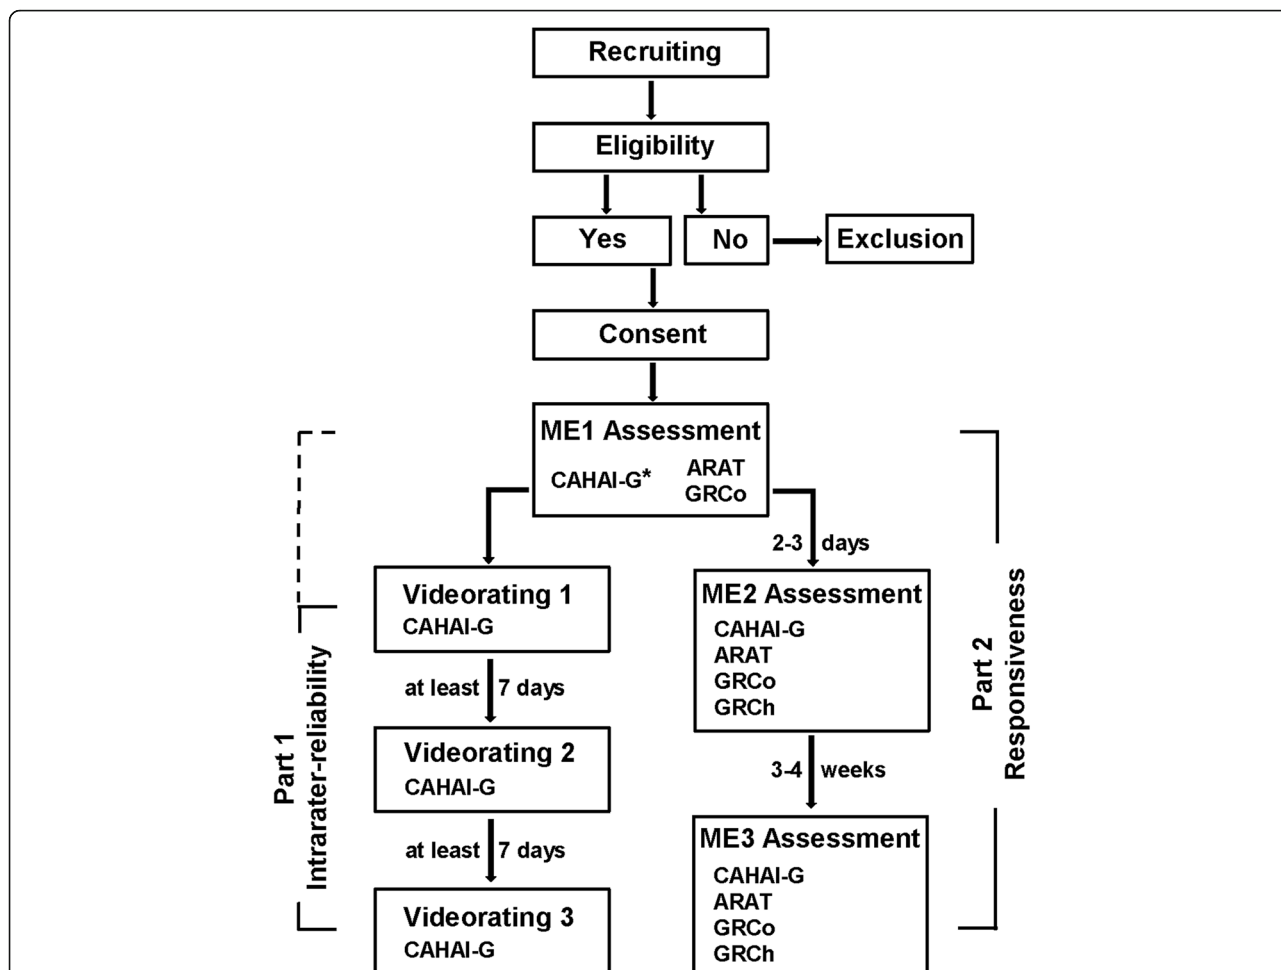 Recruiting
Eligibility
Yes
No
Exclusion
Consent
ME1 Assessment
CAHAI-G*
ARAT
GRCo
2-3 days
Part 1
Intrarater-reliability
Videorating 1
CAHAI-G
at least 7 days
Videorating 2
CAHAI-G
at least 7 days
Videorating 3
CAHAI-G
ME2 Assessment
CAHAI-G
ARAT
GRCo
GRCh
3-4 weeks
ME3 Assessment
CAHAI-G
ARAT
GRCo
GRCh
Part 2
Responsiveness